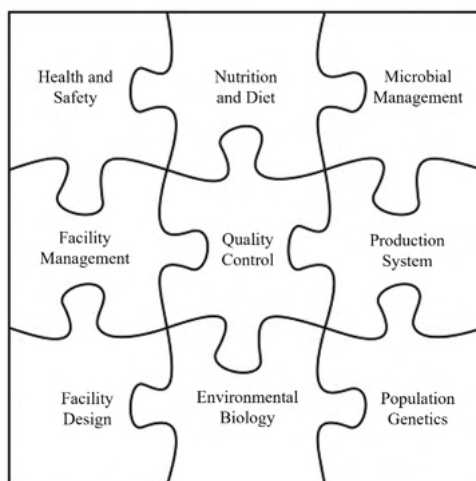 Health and
Safety
Nutrition
and Diet
Microbial
Management
Facility
Management
Quality
Control
Production
System
Facility
Design
Environmental
Biology
Population
Genetics